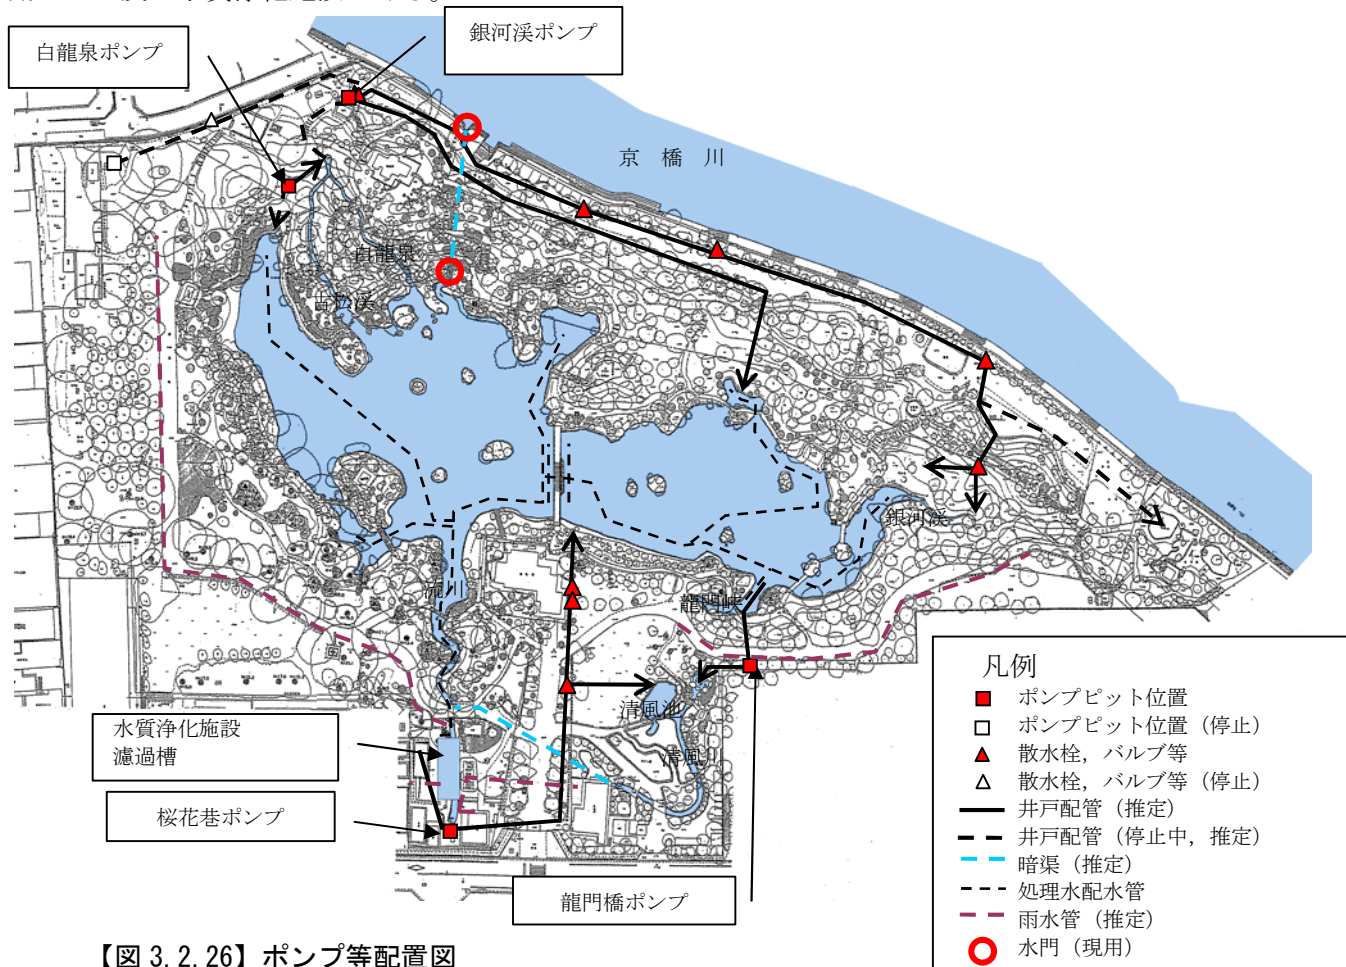 銀河渓ポンプ
白龍泉ポンプ
京橋川
白龍泉
古松渓
銀河渓
流川
龍門峡
清風池
清風川
水質浄化施設
濾過槽
桜花巷ポンプ
龍門橋ポンプ
凡例
ポンプピット位置
ポンプピット位置(停止)
散水栓，バルブ等
散水栓，バルブ等(停止)
井戸配管(推定)
井戸配管(停止中，推定)
暗渠(推定)
処理水配水管
雨水管(推定)
水門(現用)
【図 3.2.26】ポンプ等配置図